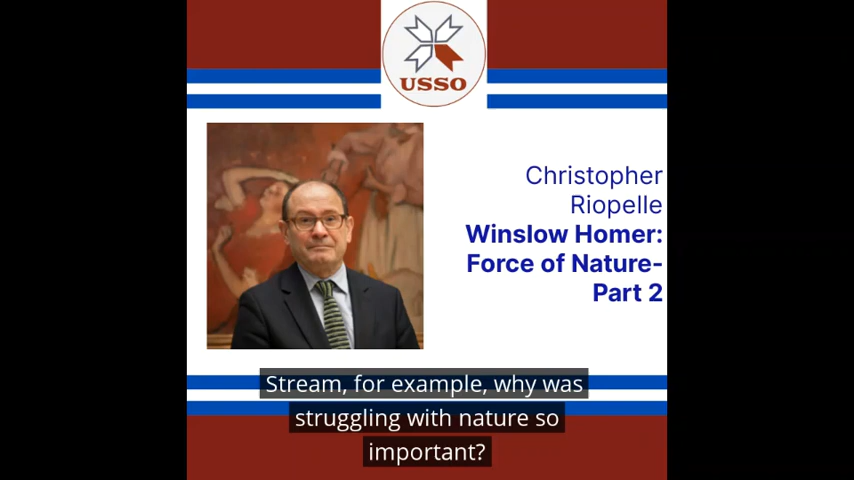 USSO
Christopher
Riopelle
Winslow Homer:
Force of Nature-
Part 2
Stream, for example, why was
struggling with nature so
important?